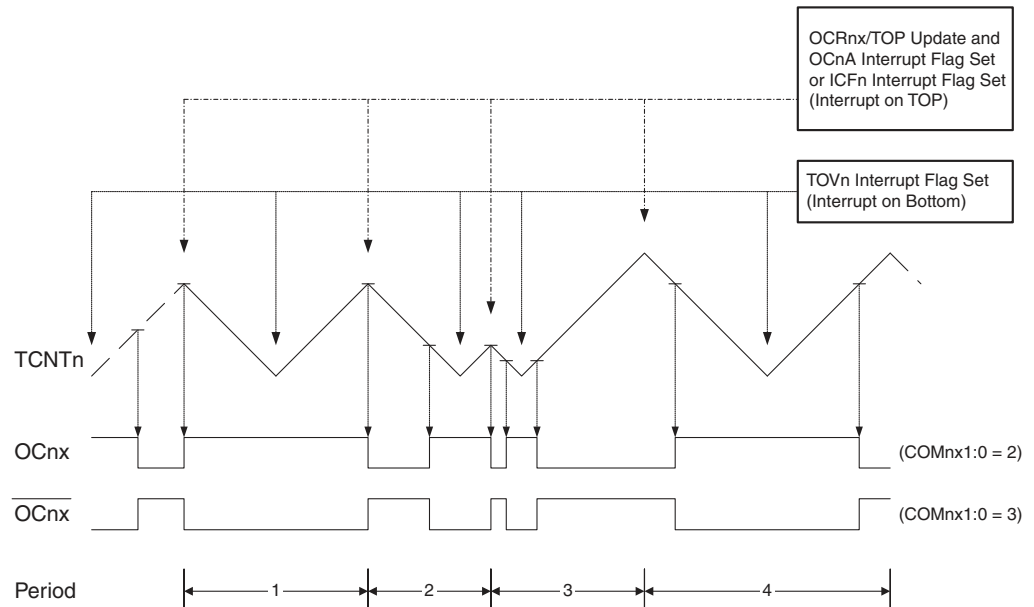 OCRnx/TOP Update and
OCnA Interrupt Flag Set
or ICFn Interrupt Flag Set
(Interrupt on TOP)
TOVn Interrupt Flag Set
(Interrupt on Bottom)
TCNTn
OCnx
(COMnx1:0 = 2)
OCnx
(COMnx1:0 = 3)
Period
1
2
3
4